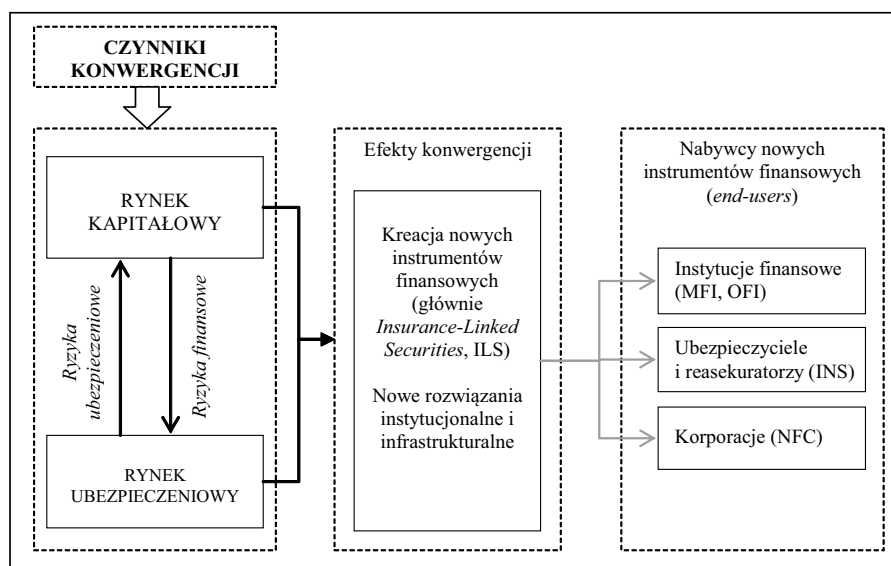 CZYNNIKI
KONWERGENCJI
RYNEK
KAPITAŁOWY
Ryzyka
ubezpieczeniowe
Ryzyka finansowe
RYNEK
UBEZPIECZENIOWY
Efekty konwergencji
Kreacja nowych
instrumentów
finansowych
(głównie
Insurance-Linked
Securities, ILS)
Nowe rozwiązania
instytucjonalne i
infrastrukturalne
Nabywcy nowych
instrumentów finansowych
(end-users)
Instytucje finansowe
(MFI, OFI)
Ubezpieczyciele
i reasekuratorzy (INS)
Korporacje (NFC)